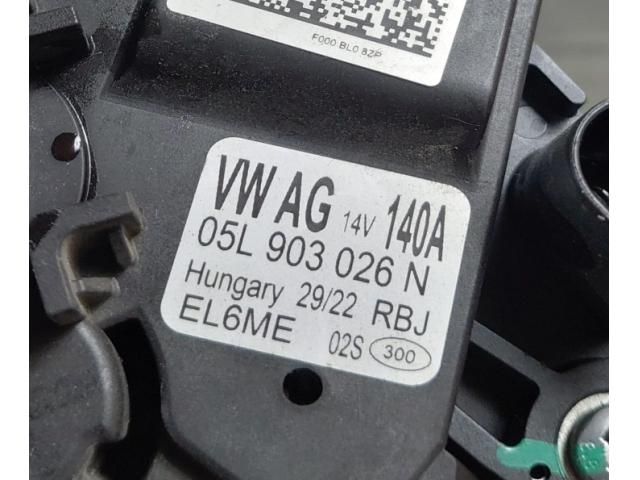 F000 BL0 8ZP
VW AG 14V 140A
05L 903 026 N
Hungary 29/22 RBJ
EL6ME 02S 300